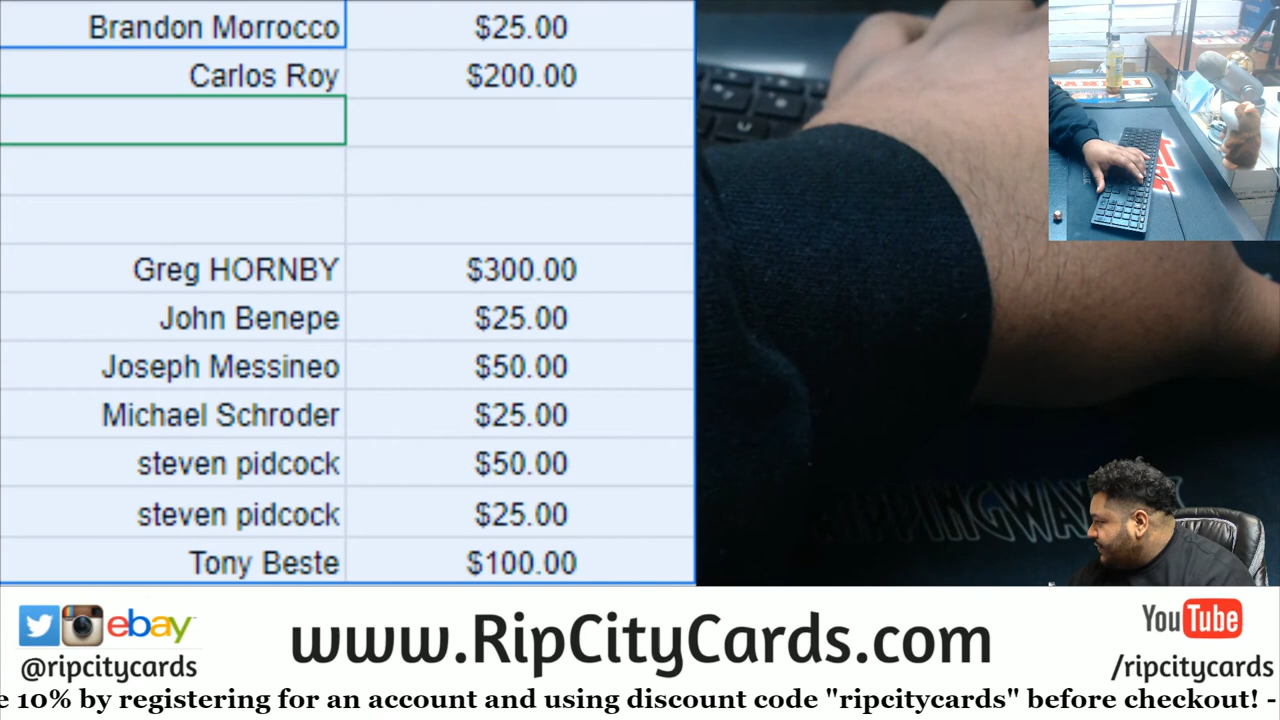 Brandon Morrocco $25.00
Carlos Roy $200.00
Greg HORNBY $300.00
John Benepe $25.00
Joseph Messineo $50.00
Michael Schroder $25.00
steven pidcock $50.00
steven pidcock $25.00
Tony Beste $100.00
ebay
@ripcitycards
www.RipCityCards.com
YouTube
/ripcitycards
10% by registering for an account and using discount code "ripcitycards" before checkout! -